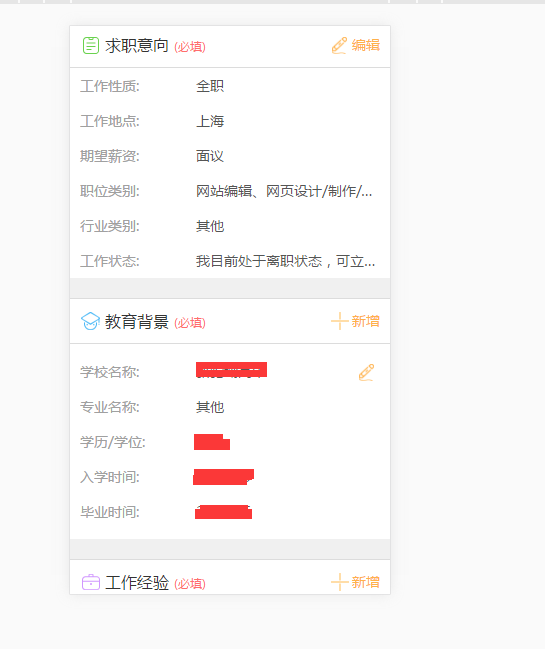 求职意向 (必填) 编辑
工作性质: 全职
工作地点: 上海
期望薪资: 面议
职位类别: 网站编辑、网页设计/制作/...
行业类别: 其他
工作状态: 我目前处于离职状态，可立...
教育背景 (必填) 新增
学校名称:
专业名称: 其他
学历/学位:
入学时间:
毕业时间:
工作经验 (必填) 新增